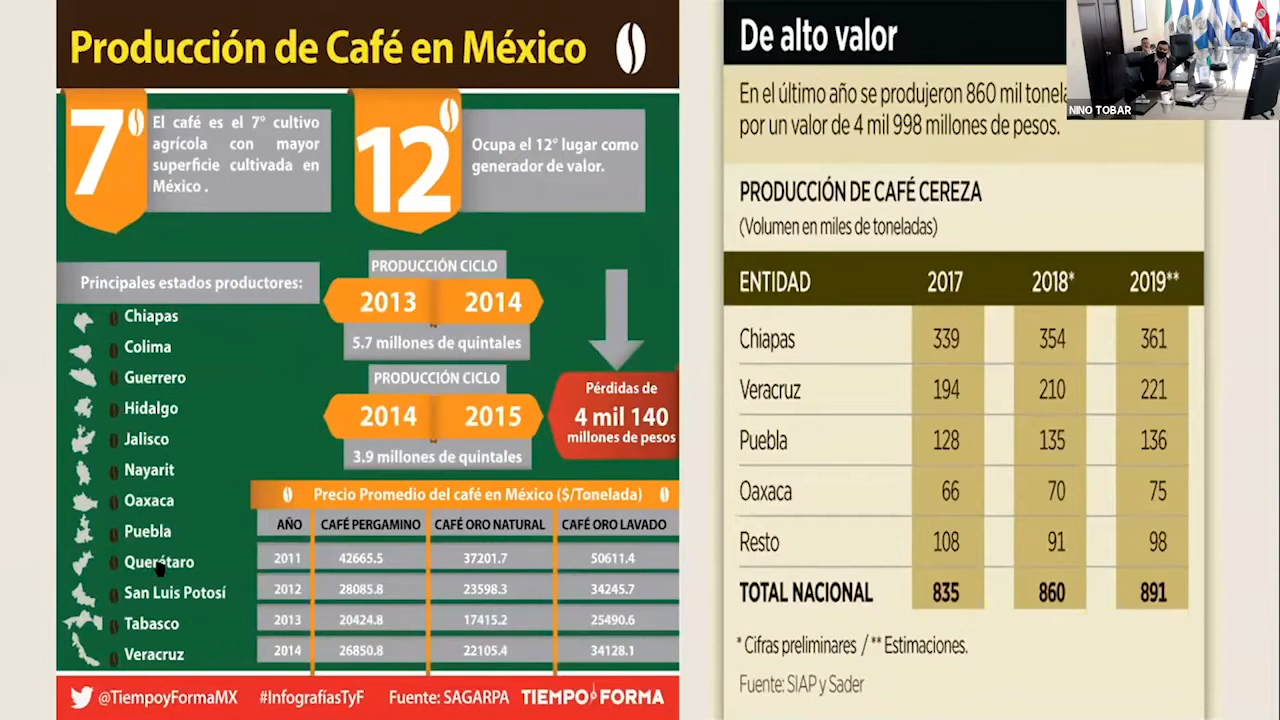 Producción de Café en México
7°
El café es el 7° cultivo
agrícola con mayor
superficie cultivada en
México .
12°
Ocupa el 12° lugar como
generador de valor.
Principales estados productores:
Chiapas
Colima
Guerrero
Hidalgo
Jalisco
Nayarit
Oaxaca
Puebla
Querétaro
San Luis Potosí
Tabasco
Veracruz
PRODUCCIÓN CICLO
2013 2014
5.7 millones de quintales
PRODUCCIÓN CICLO
2014 2015
3.9 millones de quintales
Pérdidas de
4 mil 140
millones de pesos
Precio Promedio del café en México ($/Tonelada)
AÑO CAFÉ PERGAMINO CAFÉ ORO NATURAL CAFÉ ORO LAVADO
2011 42665.5 37201.7 50611.4
2012 28085.8 23598.3 34245.7
2013 20424.8 17415.2 25490.6
2014 26850.8 22105.4 34128.1
@TiempoyFormaMX #InfografíasTyF Fuente: SAGARPA TIEMPO FORMA
De alto valor
En el último año se produjeron 860 mil tonela
por un valor de 4 mil 998 millones de pesos.
PRODUCCIÓN DE CAFÉ CEREZA
(Volumen en miles de toneladas)
ENTIDAD 2017 2018* 2019**
Chiapas 339 354 361
Veracruz 194 210 221
Puebla 128 135 136
Oaxaca 66 70 75
Resto 108 91 98
TOTAL NACIONAL 835 860 891
* Cifras preliminares / ** Estimaciones.
Fuente: SIAP y Sader
NINO TOBAR